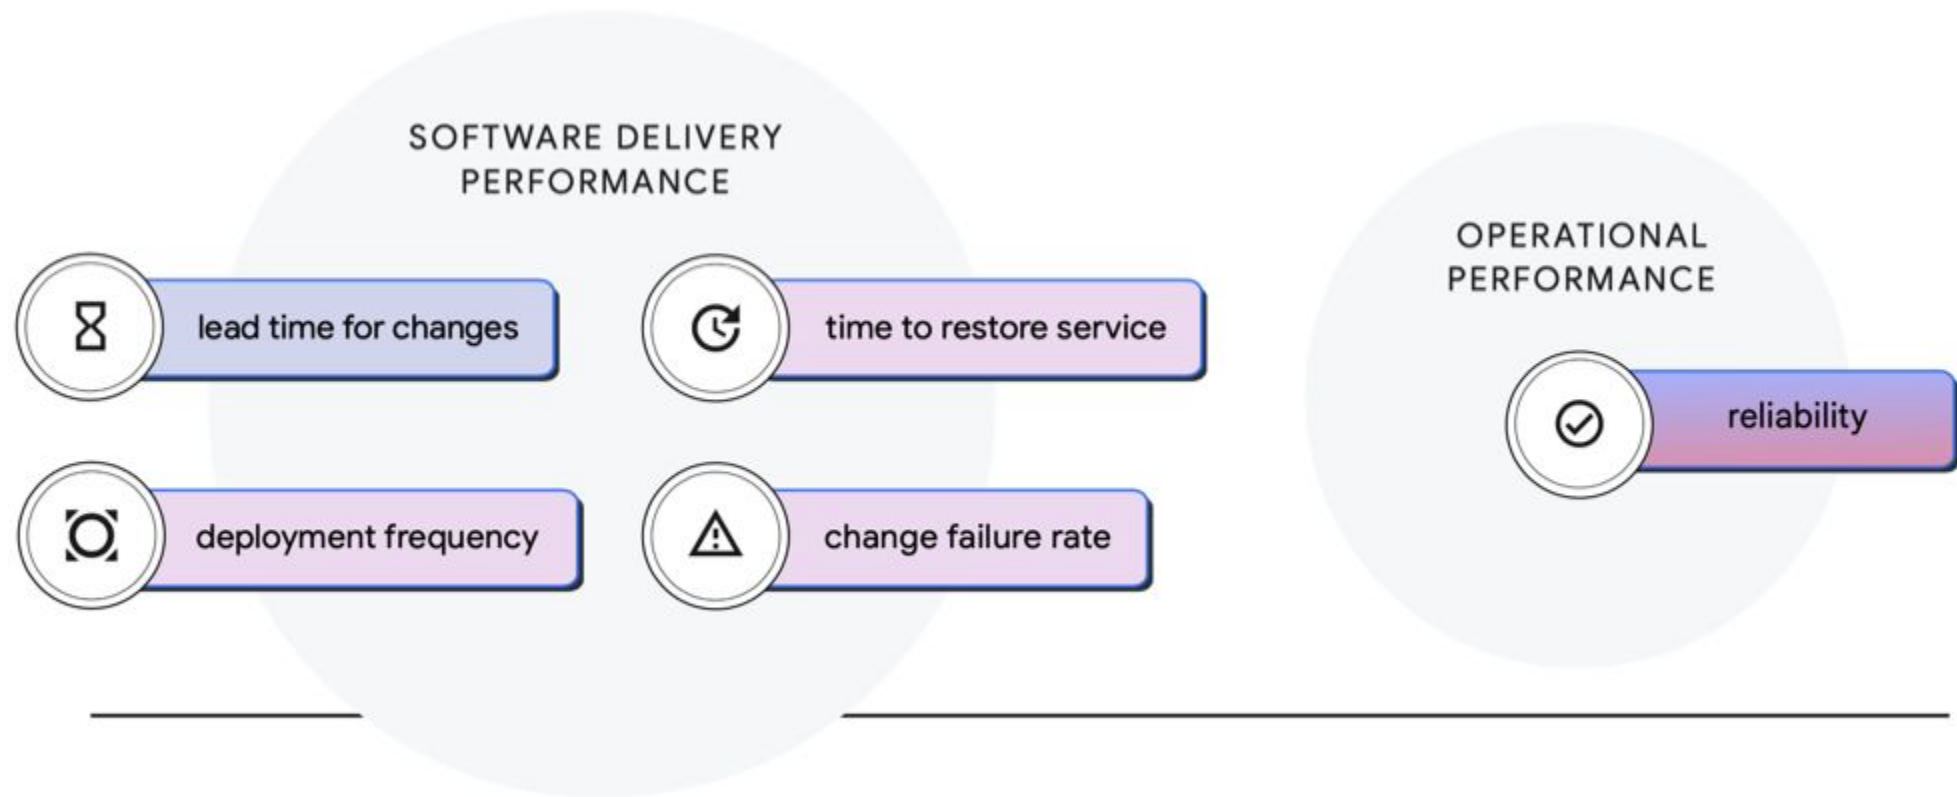 SOFTWARE DELIVERY
PERFORMANCE
lead time for changes
time to restore service
deployment frequency
change failure rate
OPERATIONAL
PERFORMANCE
reliability